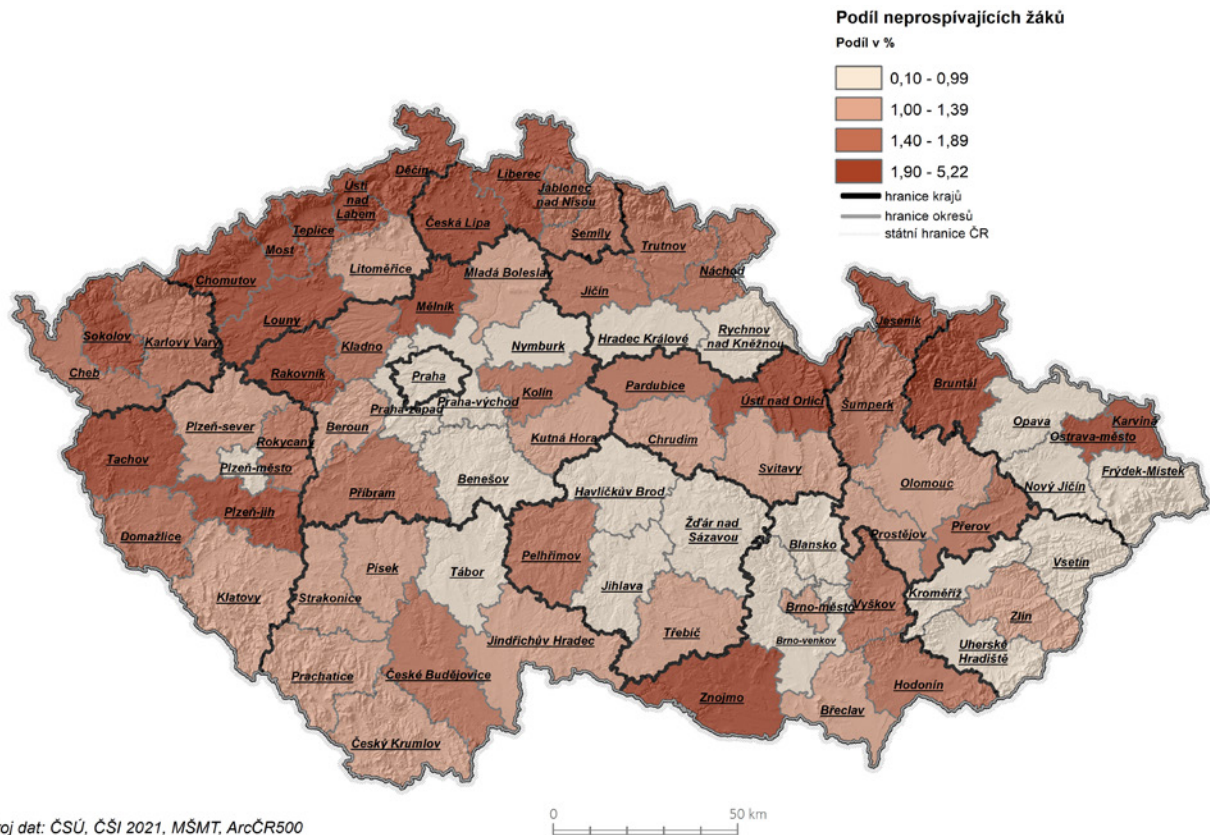 Podíl neprospívajících žáků
Podíl v %
0,10 - 0,99
1,00 - 1,39
1,40 - 1,89
1,90 - 5,22
hranice krajů
hranice okresů
státní hranice ČR
Děčín
Liberec
Ústí
nad
Labem
Jablonec
nad Nisou
Česká Lípa
Teplice
Semily
Most
Trutnov
Litoměřice
Mladá Boleslav
Náchod
Chomutov
Jičín
Mělník
Jeseník
Louny
Sokolov
Karlovy Vary
Kladno
Nymburk
Hradec Králové
Rychnov
nad Kněžnou
Cheb
Rakovník
Praha
Bruntál
Pardubice
Kolín
Ústí nad Orlicí
Šumperk
Praha-východ
Praha-západ
Opava
Karviná
Plzeň-sever
Beroun
Rokycany
Kutná Hora
Chrudim
Ostrava-město
Tachov
Plzeň-město
Svitavy
Frýdek-Místek
Benešov
Olomouc
Havlíčkův Brod
Nový Jičín
Příbram
Plzeň-jih
Žďár nad
Sázavou
Přerov
Prostějov
Domažlice
Blansko
Pelhřimov
Vsetín
Písek
Tábor
Jihlava
Kroměříž
Klatovy
Strakonice
Brno-město
Vyškov
Zlín
Třebíč
Jindřichův Hradec
Brno-venkov
Uherské
Hradiště
Prachatice
České Budějovice
Hodonín
Znojmo
Břeclav
Český Krumlov
roj dat: ČSÚ, ČŠI 2021, MŠMT, ArcČR500
0 50 km